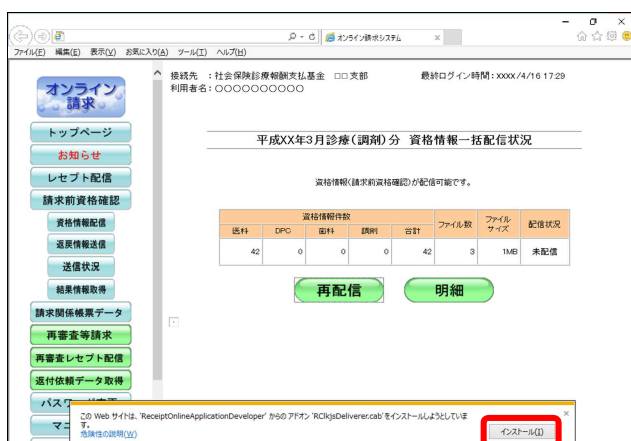 オンライン請求システム
ファイル(F) 編集(E) 表示(V) お気に入り(A) ツール(T) ヘルプ(H)
オンライン
請求
トップページ
お知らせ
レセプト配信
請求前資格確認
資格情報配信
返戻情報送信
送信状況
結果情報取得
請求関係帳票データ
再審査等請求
再審査レセプト配信
返付依頼データ取得
接続先 :社会保険診療報酬支払基金 □□支部 最終ログイン時間:xxxx/4/16 17:29
利用者名:○○○○○○○○○○
平成XX年3月診療(調剤)分 資格情報一括配信状況
資格情報(請求前資格確認)が配信可能です。
資格情報件数 ファイル数 ファイルサイズ 配信状況
医科 DPC 歯科 調剤 合計
42 0 0 0 42 3 1MB 未配信
再配信 明細
この Web サイトは、'ReceiptOnlineApplicationDeveloper' からのアドオン 'RClkjsDeliverer.cab' をインストールしようとしていま
す。
危険性の説明(W)
インストール(I)